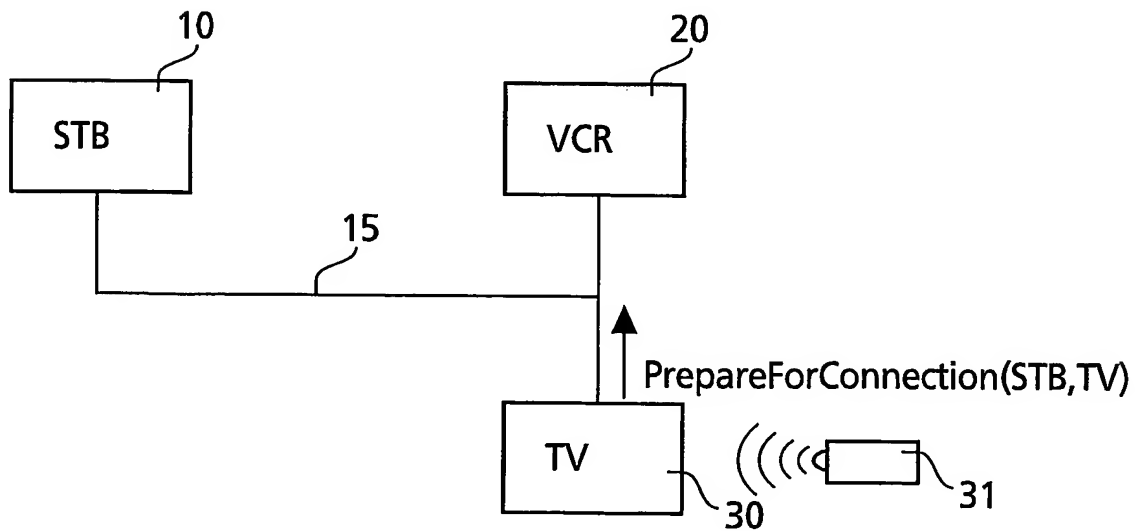 10
20
STB
VCR
15
PrepareForConnection(STB,TV)
TV
30
31